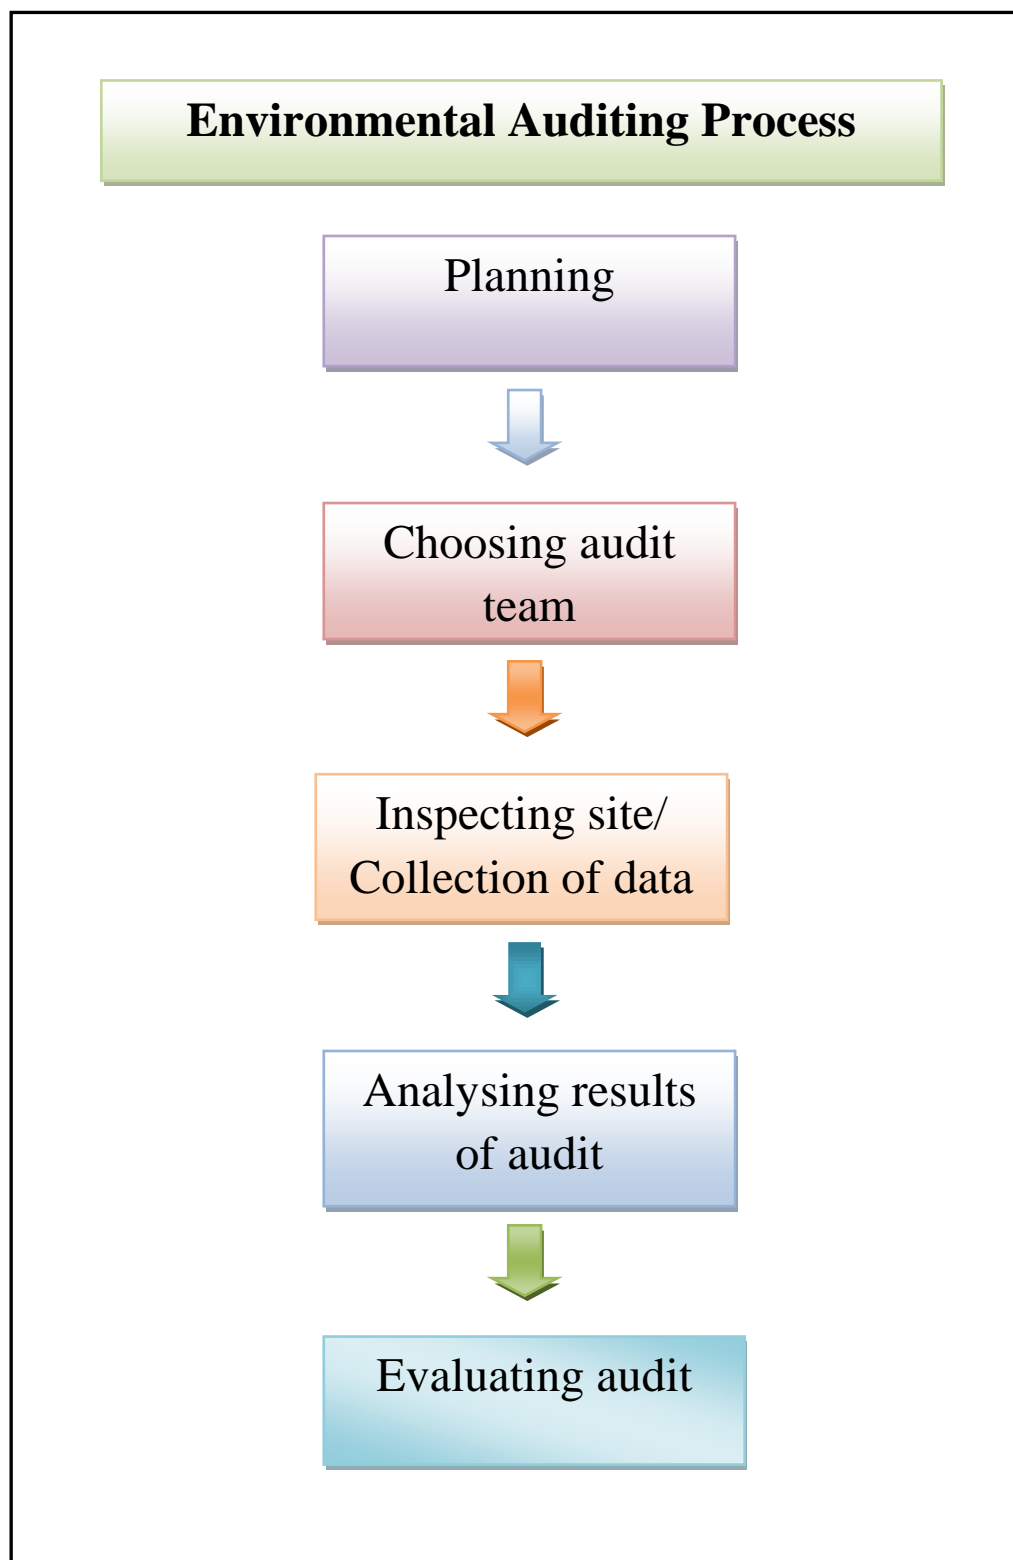 Environmental Auditing Process
Planning
Choosing audit
team
Inspecting site/
Collection of data
Analysing results
of audit
Evaluating audit